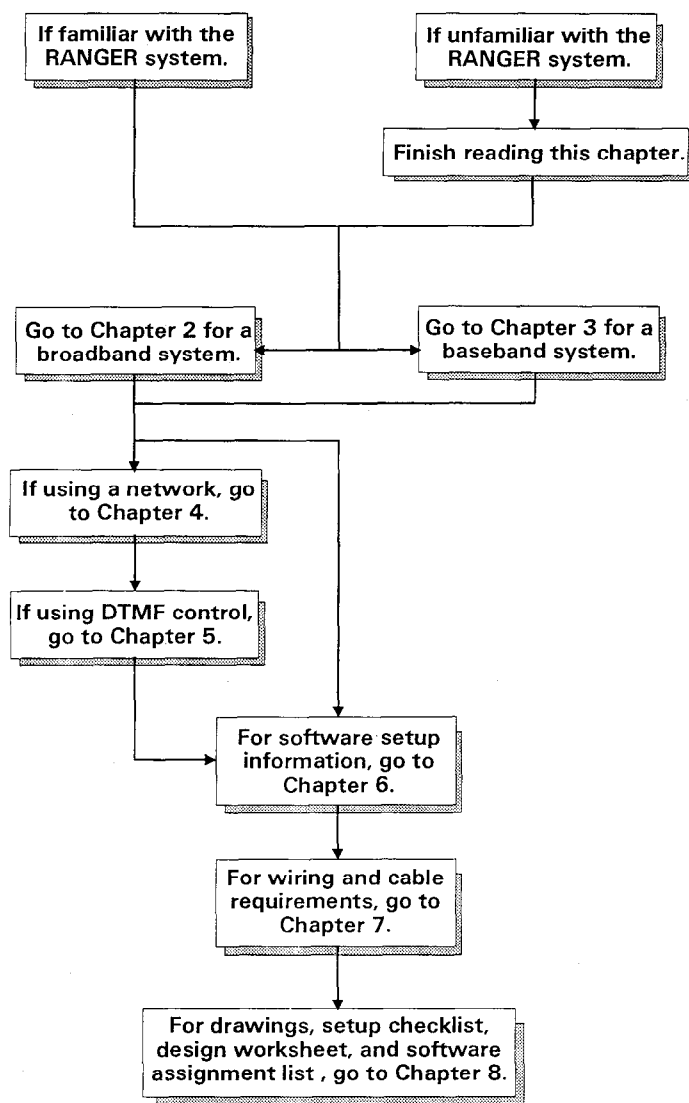 If familiar with the
RANGER system.
If unfamiliar with the
RANGER system.
Finish reading this chapter.
Go to Chapter 2 for a
broadband system.
Go to Chapter 3 for a
baseband system.
If using a network, go
to Chapter 4.
If using DTMF control,
go to Chapter 5.
For software setup
information, go to
Chapter 6.
For wiring and cable
requirements, go to
Chapter 7.
For drawings, setup checklist,
design worksheet, and software
assignment list , go to Chapter 8.